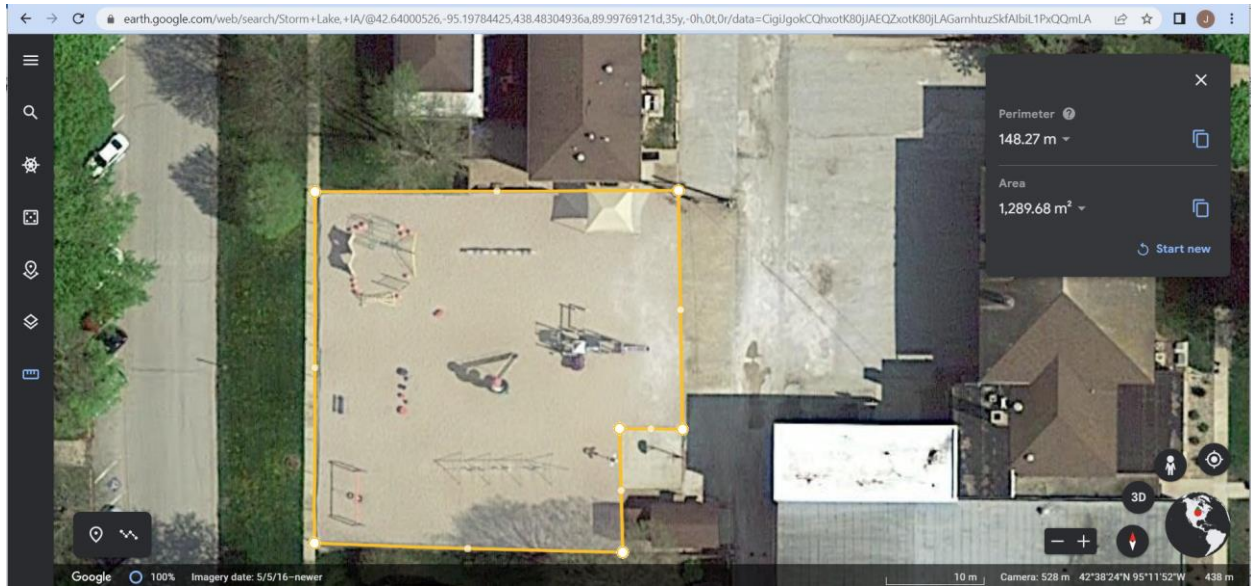 earth.google.com/web/search/Storm+Lake,+IA/@42.64000526,-95.19784425,438.48304936a,89.99769121d,35y,-0h,0t,0r/data=CigiJgokCQhxotK80jJAEQZxotK80jLAGarnhtuzSkfAIbiL1PxQQmLA
J
Perimeter ?
148.27 m
Area
1,289.68 m²
Start new
3D
Google 100% Imagery date: 5/5/16–newer 10 m Camera: 528 m 42°38'24"N 95°11'52"W 438 m